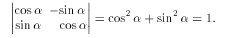 |cos α  −sin α|
|sin α   cos α| = cos² α + sin² α = 1.